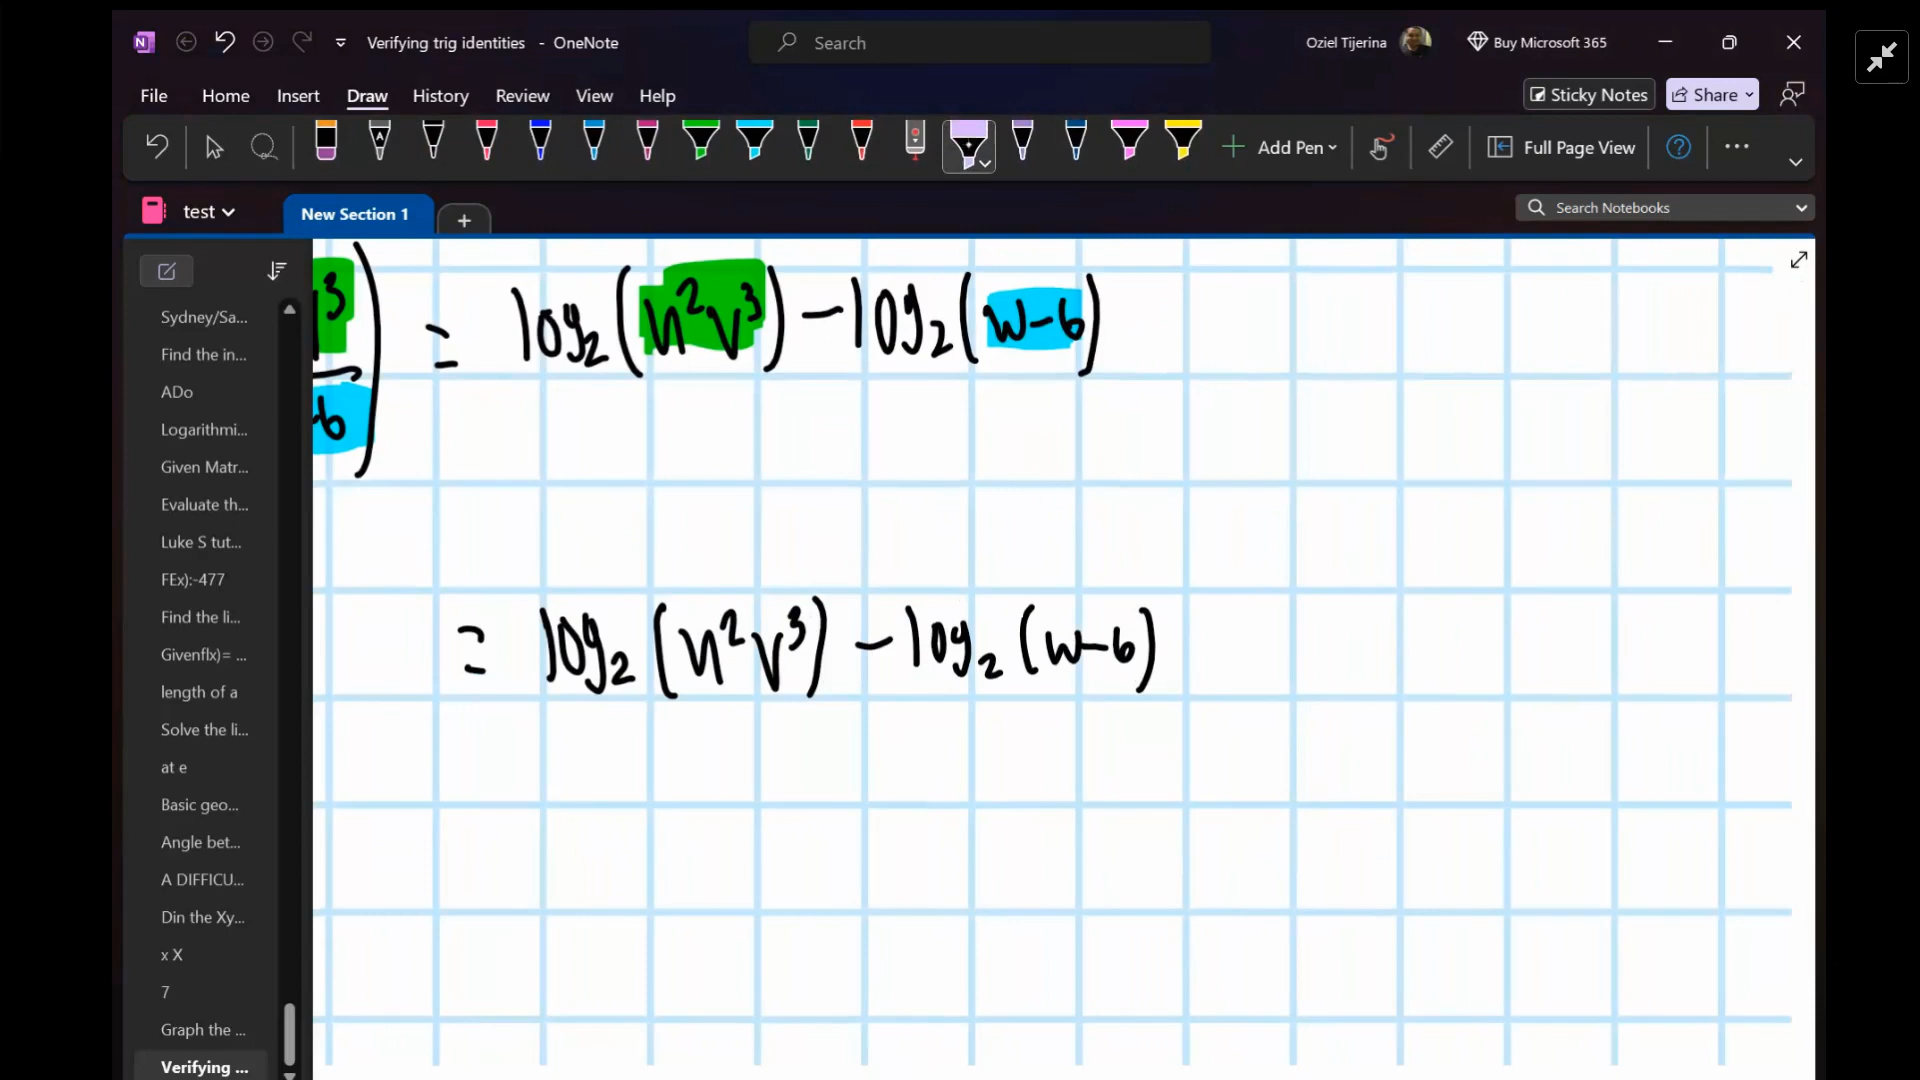 Verifying trig identities - OneNote
Search
Oziel Tijerina
Buy Microsoft 365
File Home Insert Draw History Review View Help
Sticky Notes
Share
A
Add Pen
Full Page View
test
New Section 1
Search Notebooks
Sydney/Sa...
Find the in...
ADo
Logarithmi...
Given Matr...
Evaluate th...
Luke S tut...
FEx):-477
Find the li...
Givenflx)= ...
length of a
Solve the li...
at e
Basic geo...
Angle bet...
A DIFFICU...
Din the Xy...
x X
7
Graph the ...
Verifying ...
³) = log₂(u²v³) - log₂(w-6)
-6
= log₂(u²v³) - log₂(w-6)